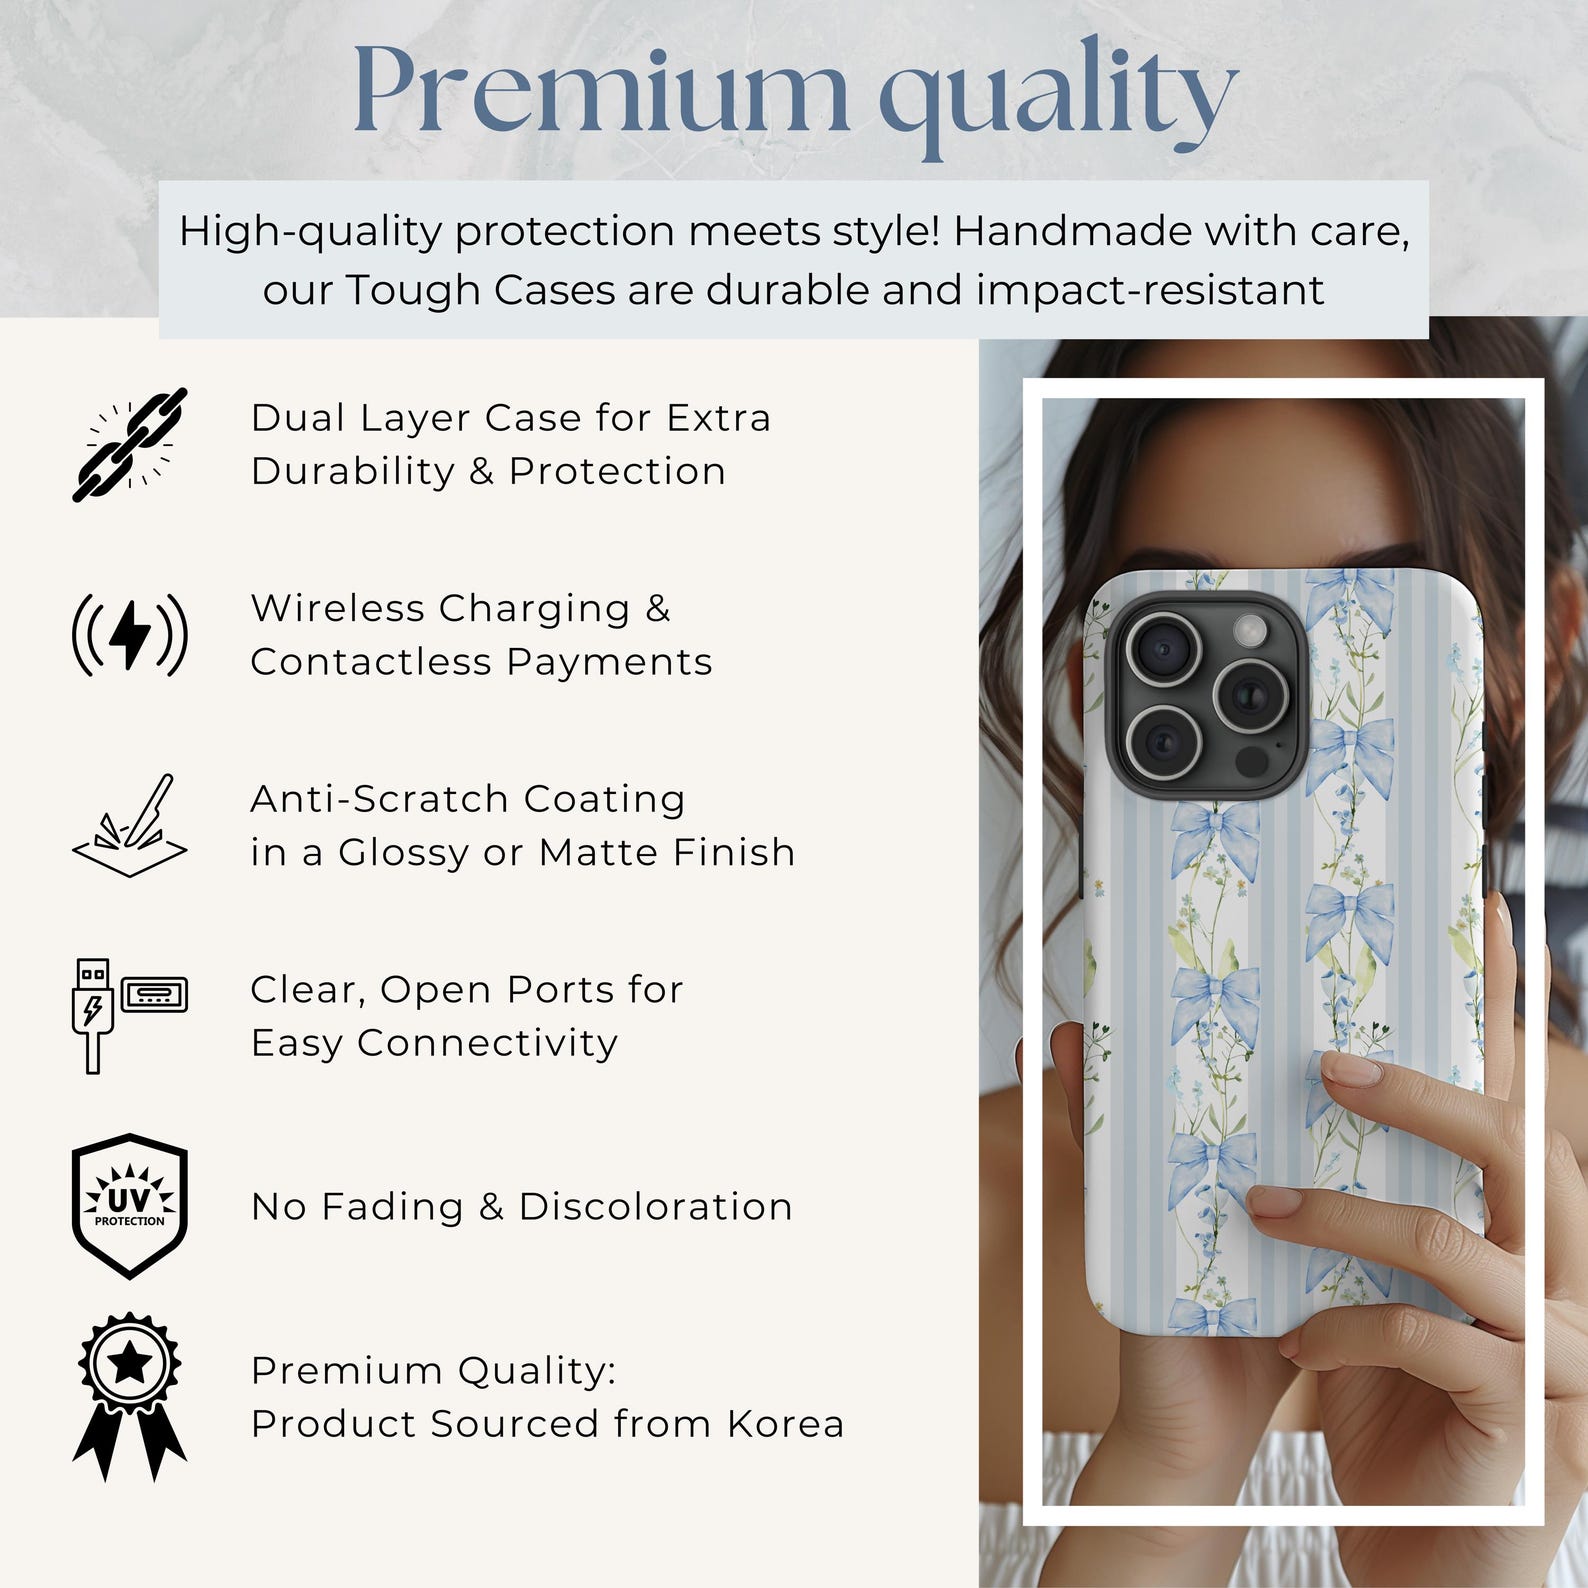 Premium quality
High-quality protection meets style! Handmade with care,
our Tough Cases are durable and impact-resistant
Dual Layer Case for Extra
Durability & Protection
Wireless Charging &
Contactless Payments
Anti-Scratch Coating
in a Glossy or Matte Finish
Clear, Open Ports for
Easy Connectivity
UV
PROTECTION
No Fading & Discoloration
Premium Quality:
Product Sourced from Korea